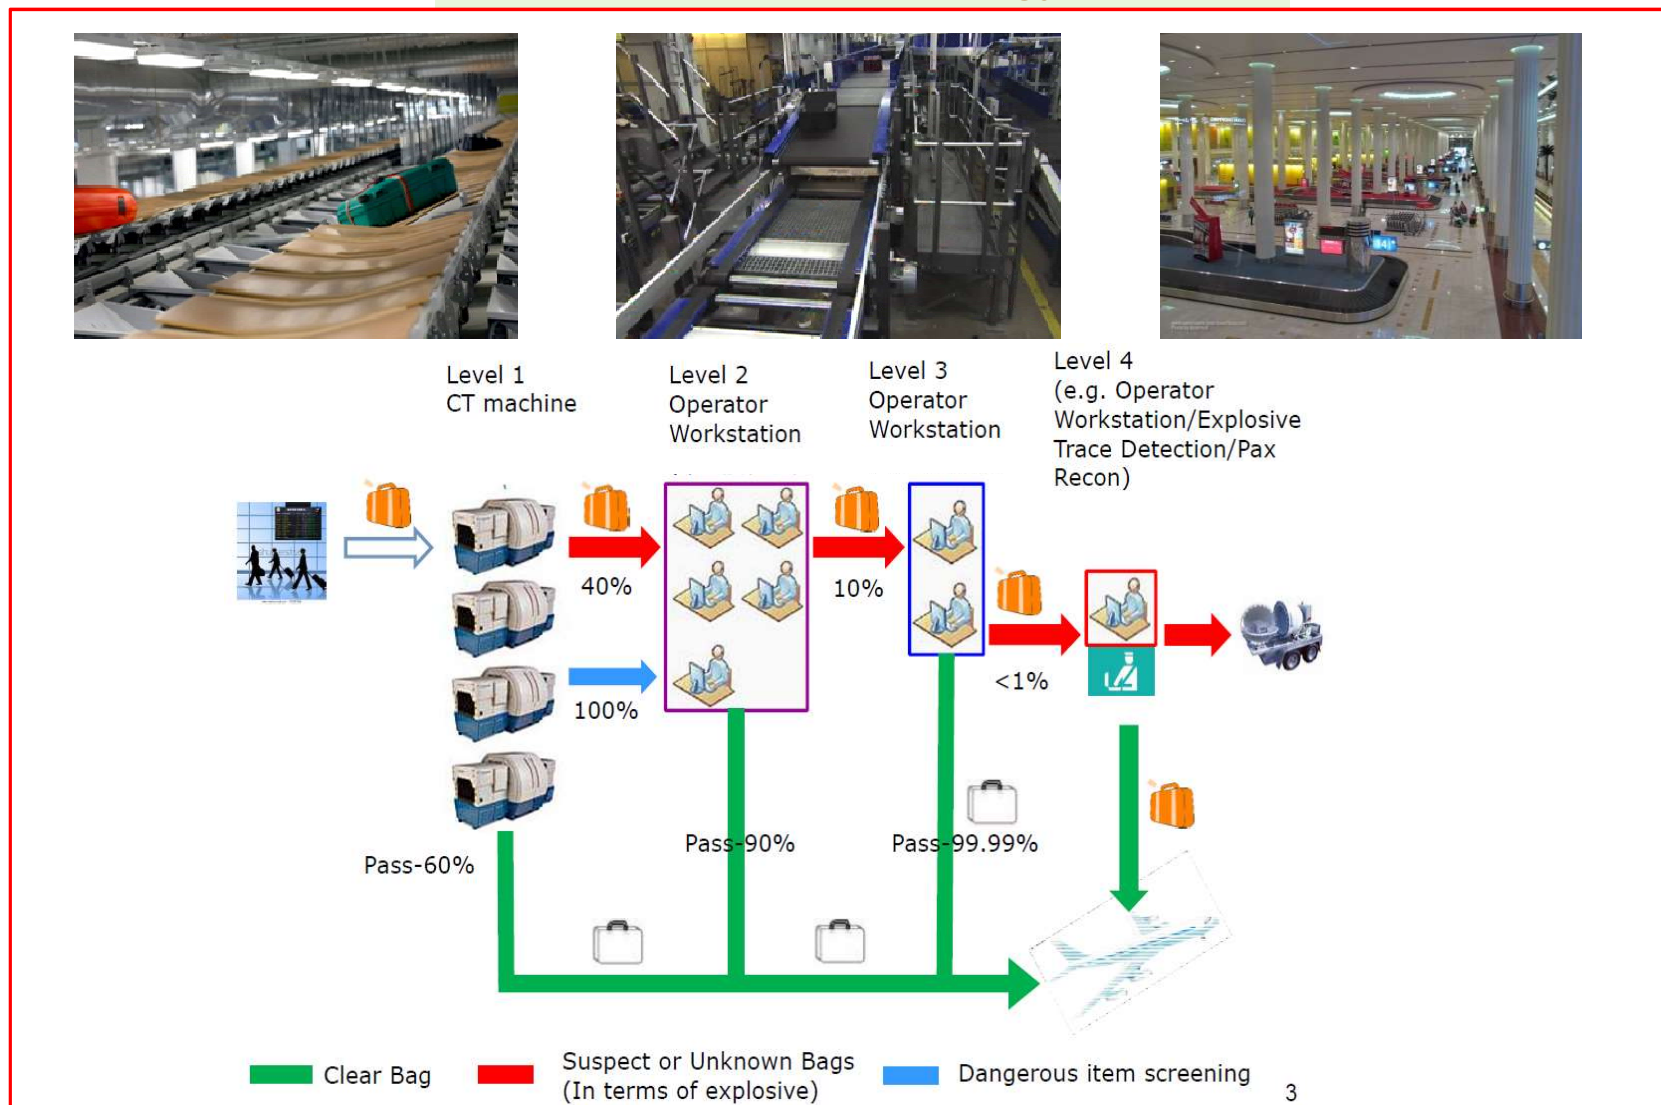 Level 1
CT machine
Level 2
Operator
Workstation
Level 3
Operator
Workstation
Level 4
(e.g. Operator
Workstation/Explosive
Trace Detection/Pax
Recon)
40%
10%
100%
<1%
Pass-60%
Pass-90%
Pass-99.99%
Clear Bag
Suspect or Unknown Bags
(In terms of explosive)
Dangerous item screening
3